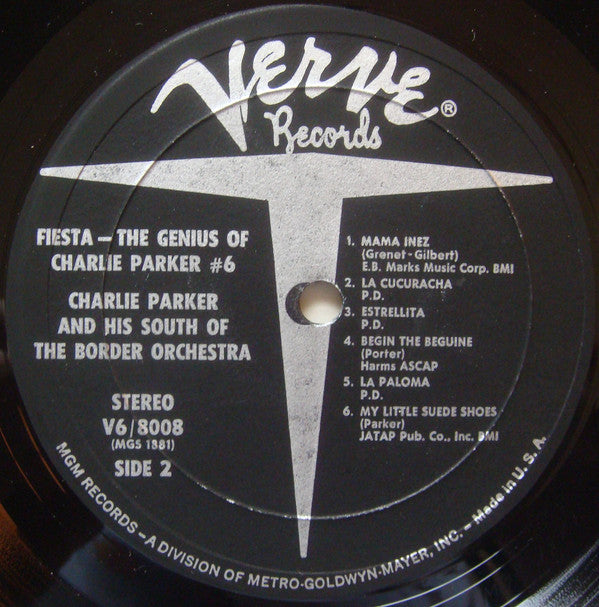 Verve®
Records
FIESTA — THE GENIUS OF
CHARLIE PARKER #6
CHARLIE PARKER
AND HIS SOUTH OF
THE BORDER ORCHESTRA
STEREO
V6/8008
(MGS 1381)
SIDE 2
1. MAMA INEZ
(Grenet-Gilbert)
E.B. Marks Music Corp. BMI
2. LA CUCURACHA
P.D.
3. ESTRELLITA
P.D.
4. BEGIN THE BEGUINE
(Porter)
Harms ASCAP
5. LA PALOMA
P.D.
6. MY LITTLE SUEDE SHOES
(Parker)
JATAP Pub. Co., Inc. BMI
MGM RECORDS—A DIVISION OF METRO-GOLDWYN-MAYER, INC. — Made in U. S. A.